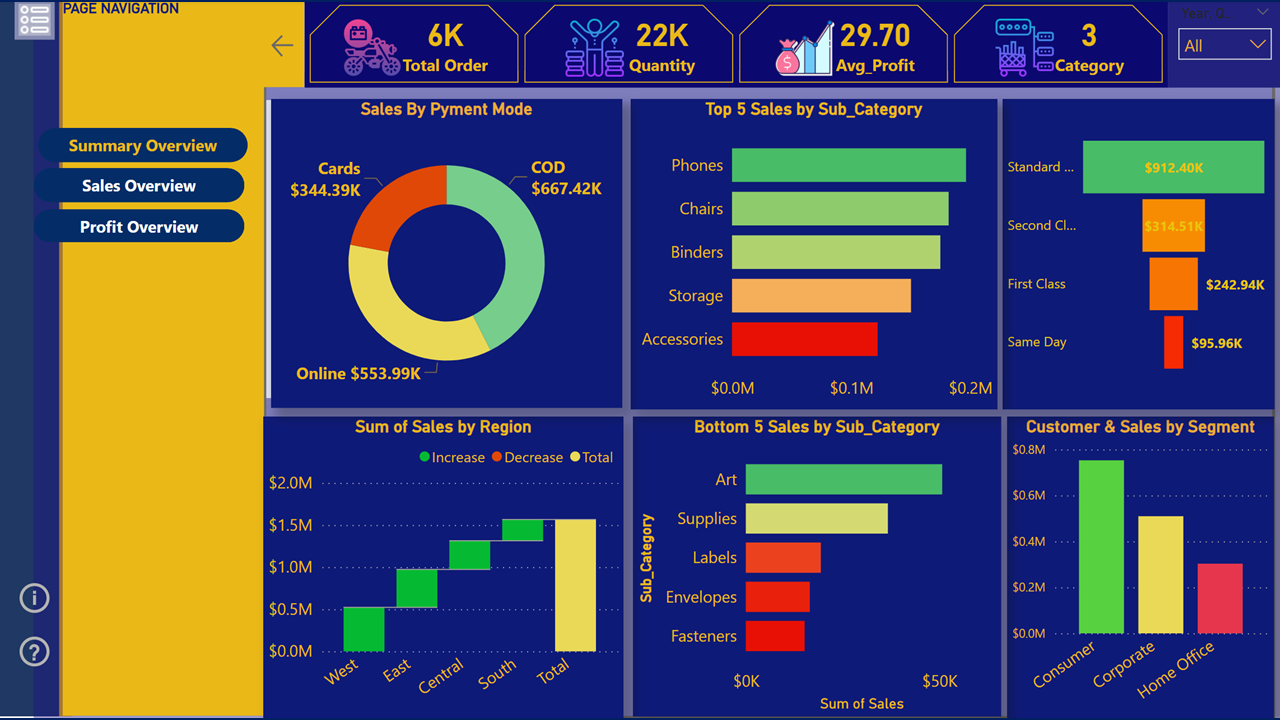 PAGE NAVIGATION
Summary Overview
Sales Overview
Profit Overview
6K
Total Order
22K
Quantity
29.70
Avg_Profit
3
Category
Year, Q
All
Sales By Pyment Mode
Cards
$344.39K
COD
$667.42K
Online $553.99K
Top 5 Sales by Sub_Category
Phones
Chairs
Binders
Storage
Accessories
$0.0M $0.1M $0.2M
Standard ... $912.40K
Second Cl... $314.51K
First Class $242.94K
Same Day $95.96K
Sum of Sales by Region
Increase Decrease Total
$2.0M
$1.5M
$1.0M
$0.5M
$0.0M
West East Central South Total
Bottom 5 Sales by Sub_Category
Sub_Category
Art
Supplies
Labels
Envelopes
Fasteners
$0K $50K
Sum of Sales
Customer & Sales by Segment
$0.8M
$0.6M
$0.4M
$0.2M
$0.0M
Consumer Corporate Home Office